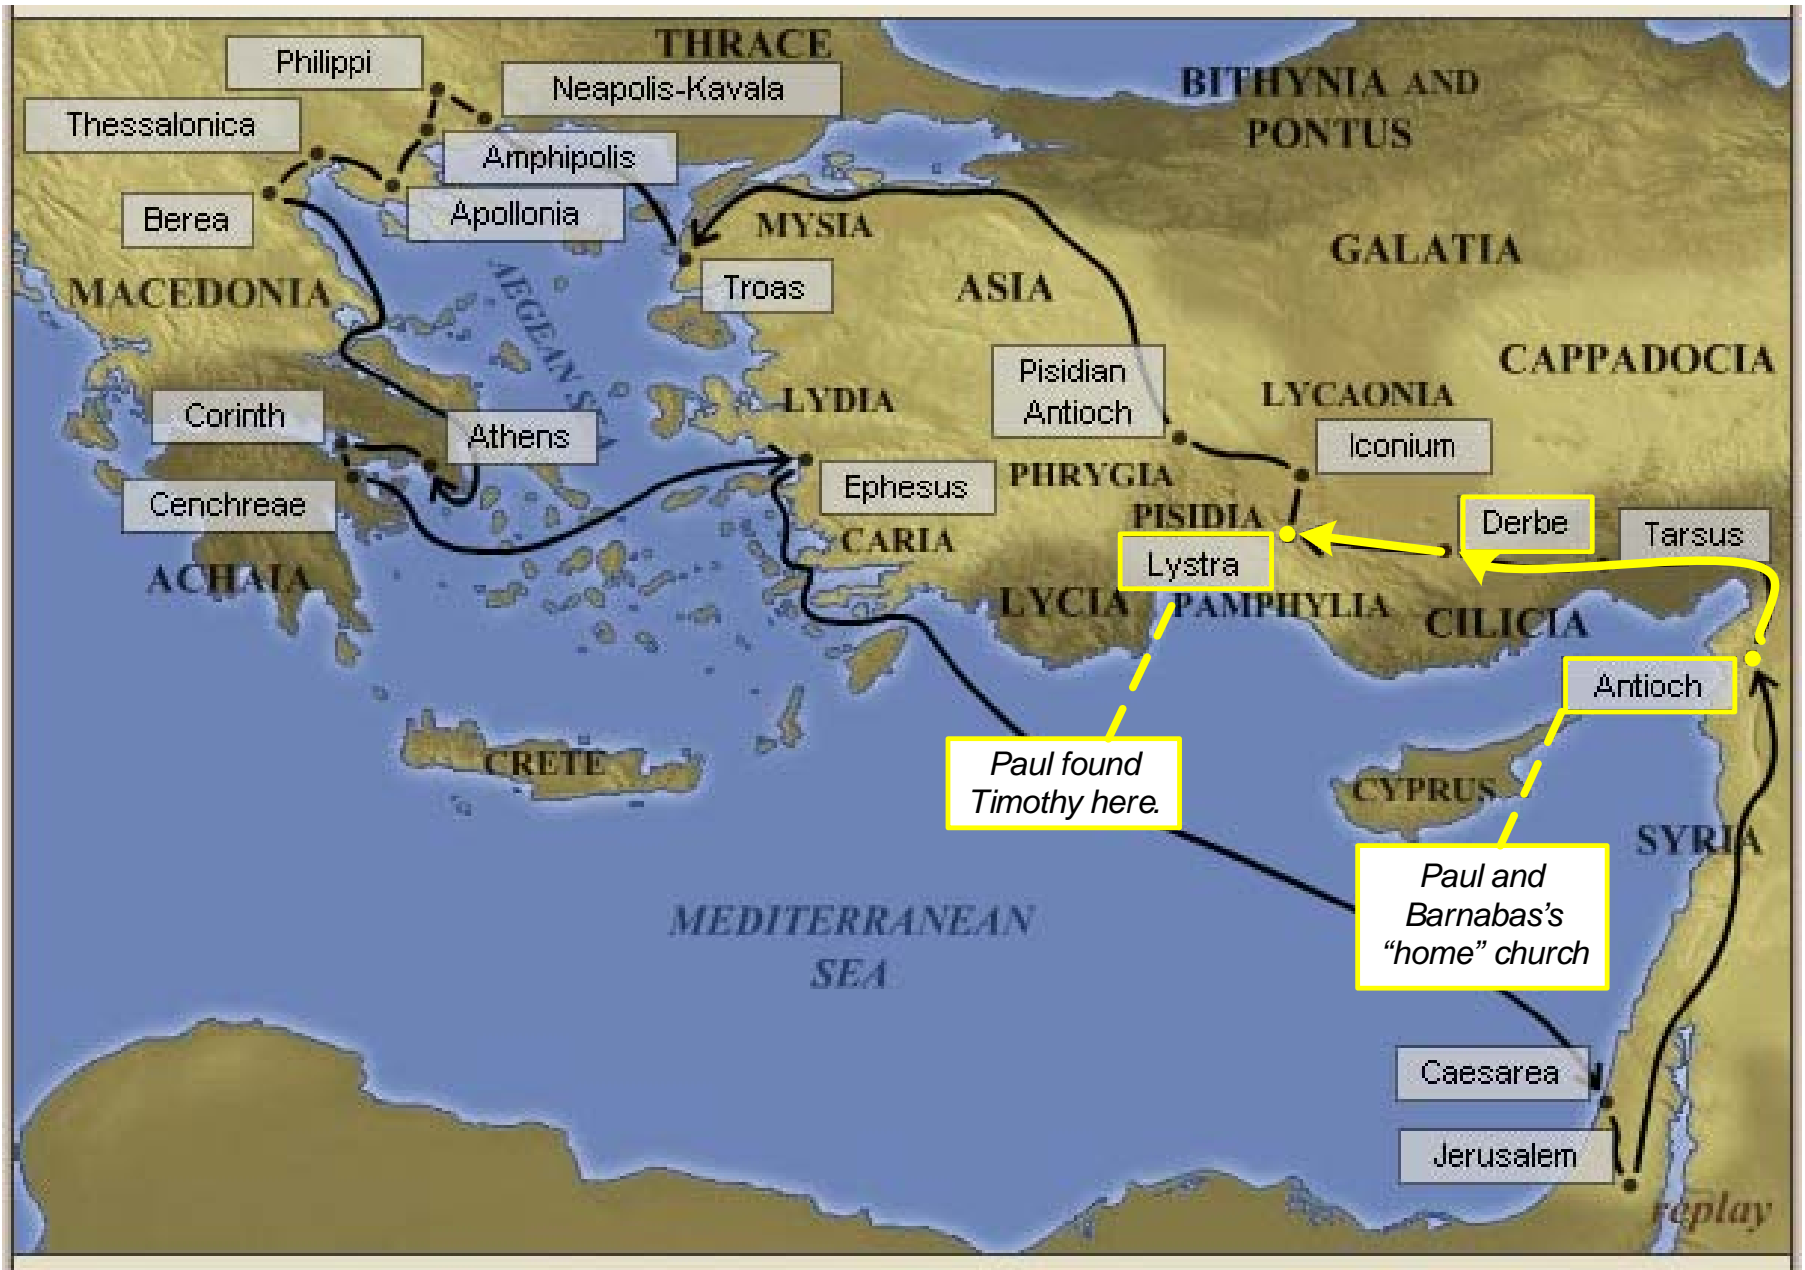 THRACE
Philippi
Neapolis-Kavala
BITHYNIA AND
PONTUS
Thessalonica
Amphipolis
Berea
Apollonia
MYSIA
GALATIA
MACEDONIA
AEGEAN SEA
Troas
ASIA
CAPPADOCIA
Pisidian
Antioch
LYCAONIA
LYDIA
Corinth
Athens
Iconium
Ephesus
PHRYGIA
Cenchreae
PISIDIA
Derbe
Tarsus
CARIA
Lystra
ACHAIA
LYCIA
PAMPHYLIA
CILICIA
Antioch
CRETE
Paul found
Timothy here.
CYPRUS
SYRIA
Paul and
Barnabas’s
“home” church
MEDITERRANEAN
SEA
Caesarea
Jerusalem
replay